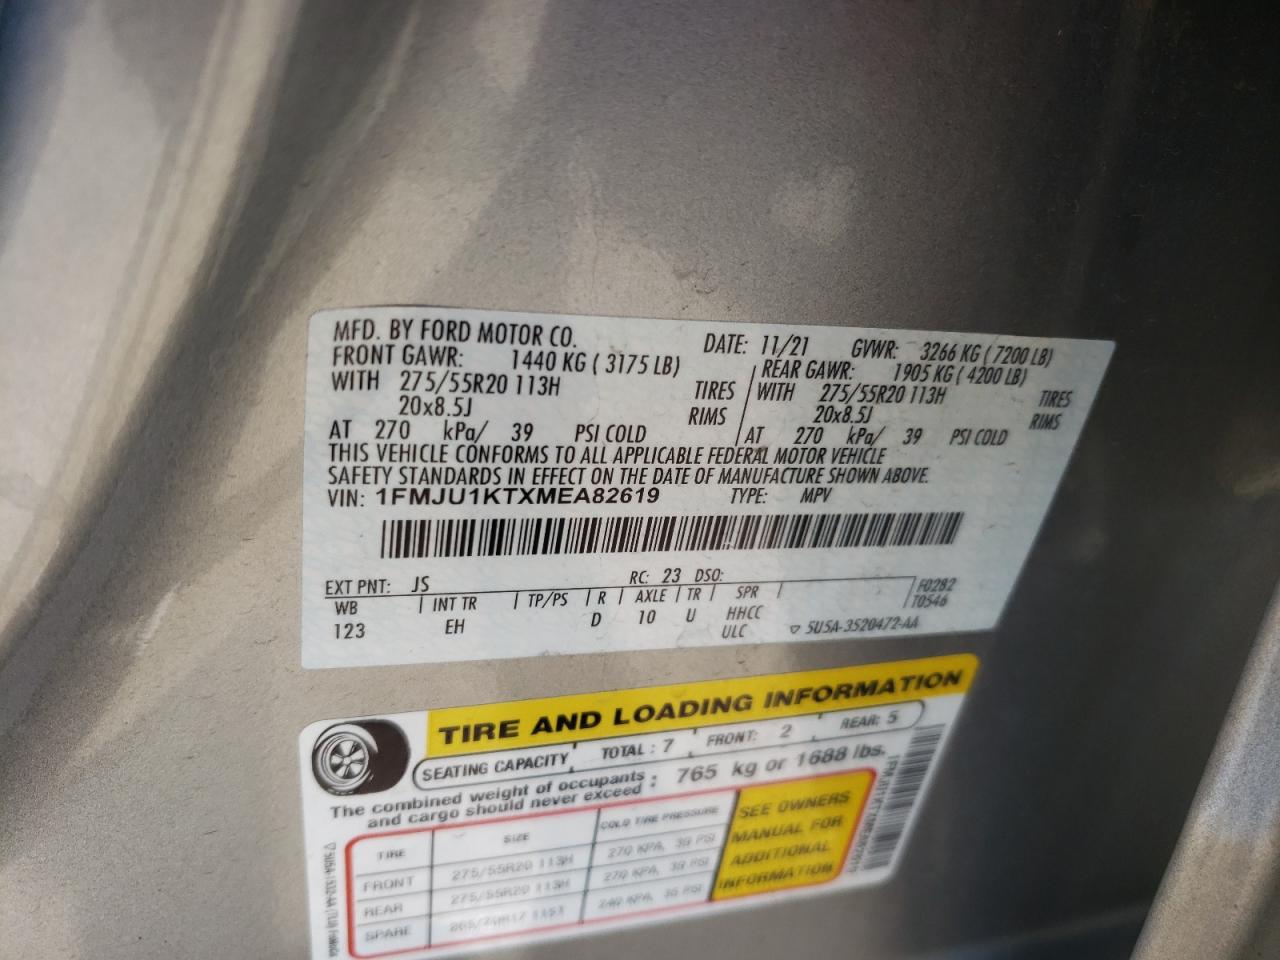 MFD. BY FORD MOTOR CO. DATE: 11/21 GVWR: 3266 KG ( 7200 LB)
FRONT GAWR: 1440 KG ( 3175 LB) REAR GAWR: 1905 KG ( 4200 LB)
WITH 275/55R20 113H TIRES WITH 275/55R20 113H TIRES
20x8.5J RIMS 20x8.5J RIMS
AT 270 kPa/ 39 PSI COLD AT 270 kPa/ 39 PSI COLD
THIS VEHICLE CONFORMS TO ALL APPLICABLE FEDERAL MOTOR VEHICLE
SAFETY STANDARDS IN EFFECT ON THE DATE OF MANUFACTURE SHOWN ABOVE.
VIN: 1FMJU1KTXMEA82619 TYPE: MPV
EXT PNT: JS RC: 23 DSO:
WB INT TR TP/PS R AXLE TR SPR F0282
123 EH D 10 U HHCC T0546
ULC ▽ 5U5A-3520472-AA
TIRE AND LOADING INFORMATION
SEATING CAPACITY TOTAL : 7 FRONT: 2 REAR: 5
The combined weight of occupants : 765 kg or 1688 lbs.
and cargo should never exceed
TIRE SIZE COLD TIRE PRESSURE
FRONT 275/55R20 113H 270 KPA, 39 PSI
REAR 275/55R20 113H 270 KPA, 39 PSI
SPARE
SEE OWNERS
MANUAL FOR
ADDITIONAL
INFORMATION